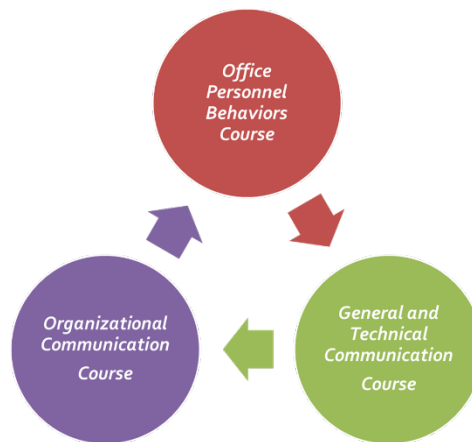 Office
Personnel
Behaviors
Course
General and
Technical
Communication
Course
Organizational
Communication
Course